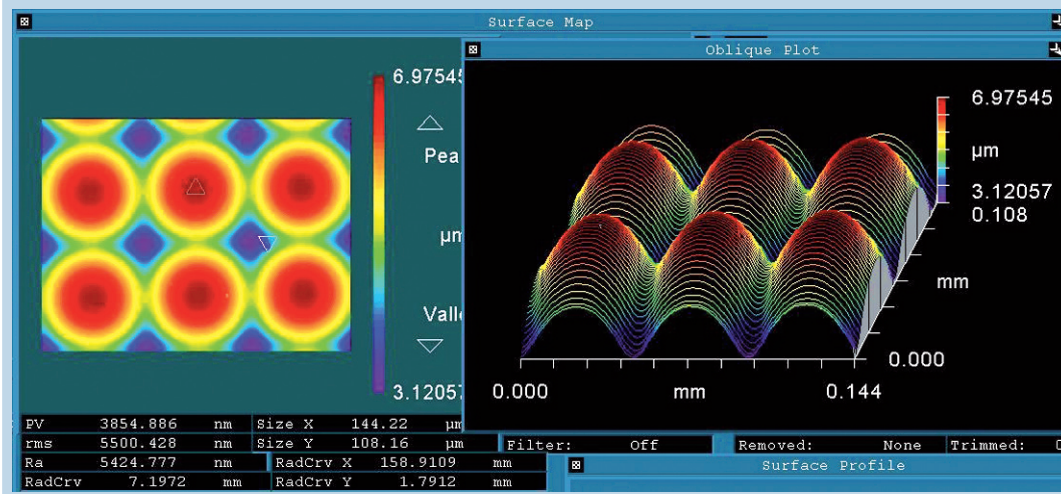 Surface Map
Oblique Plot
6.97545
Pea
μm
Valle
3.12057
6.97545
μm
3.12057
0.108
mm
0.000
0.000 mm 0.144
PV 3854.886 nm Size X 144.22 μm
rms 5500.428 nm Size Y 108.16 μm
Filter: Off Removed: None Trimmed: 0
Ra 5424.777 nm RadCrv X 158.9109 mm
Surface Profile
RadCrv 7.1972 mm RadCrv Y 1.7912 mm